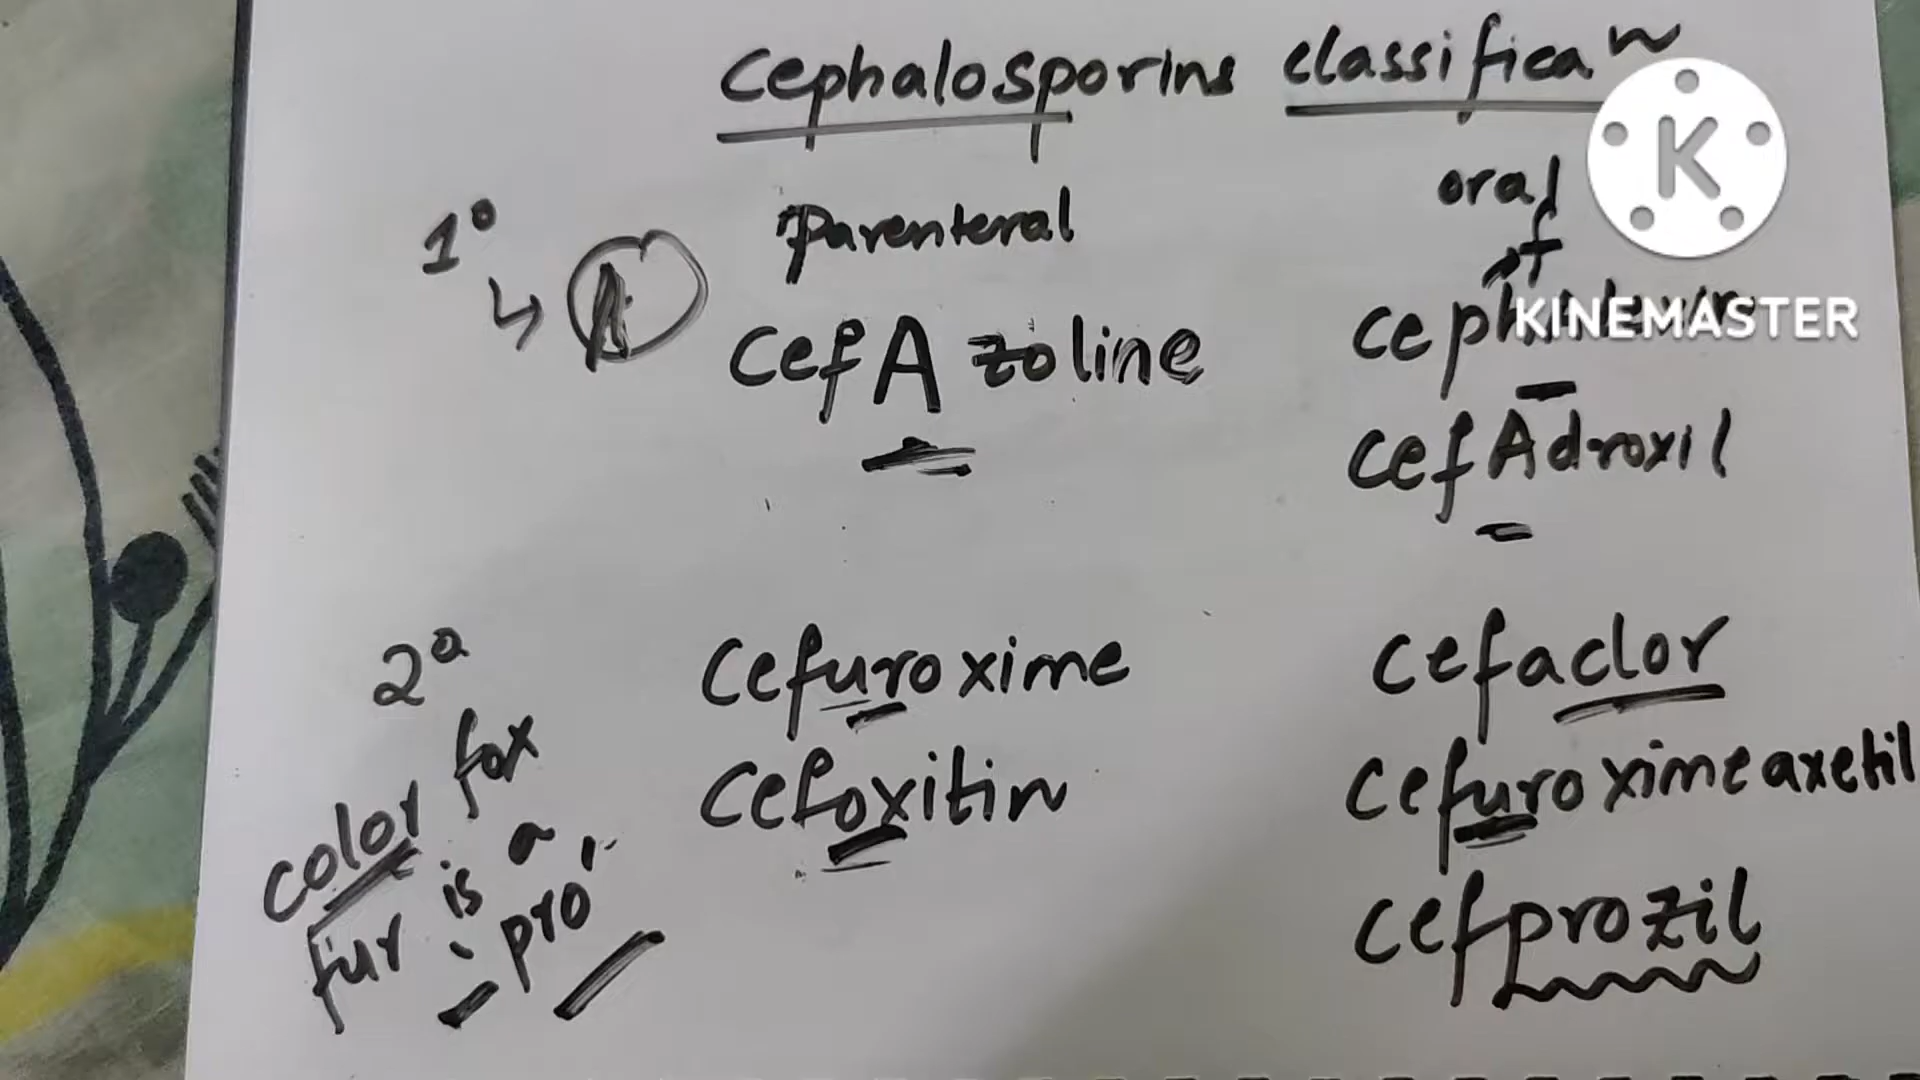 Cephalosporins classifica~
1° Parenteral oral
↳ A
CefAzoline
KINEMASTER
CefAdroxil
2° Cefuroxime Cefaclor
color fox Cefoxitin Cefuroxime axetil
fur is a pro Cefprozil